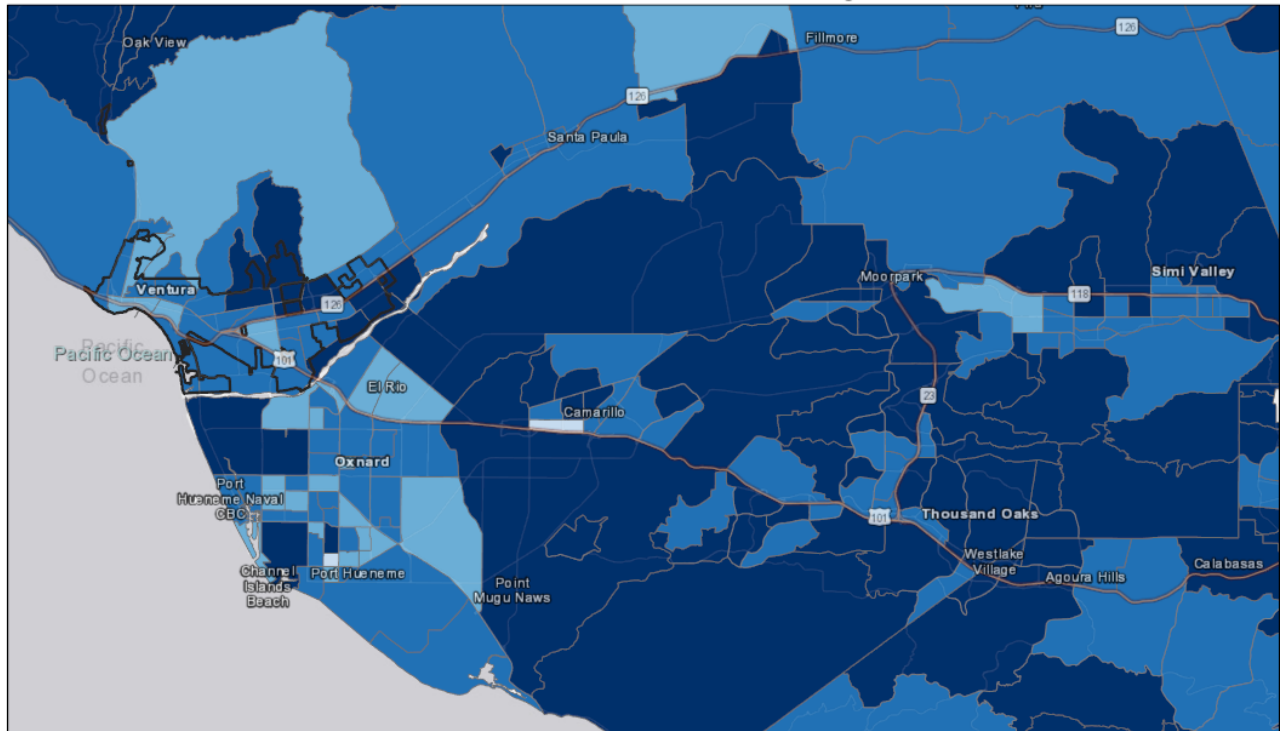 Oak View
Fillmore
126
126
Santa Paula
Moorpark
Simi Valley
118
Ventura
126
Pacific Ocean
Pacific
Ocean
101
El Rio
23
Camarillo
Oxnard
Port
Hueneme Naval
CBC
101
Thousand Oaks
Westlake
Village
Agoura Hills
Calabasas
Channel
Islands
Beach
Port Hueneme
Point
Mugu Naws